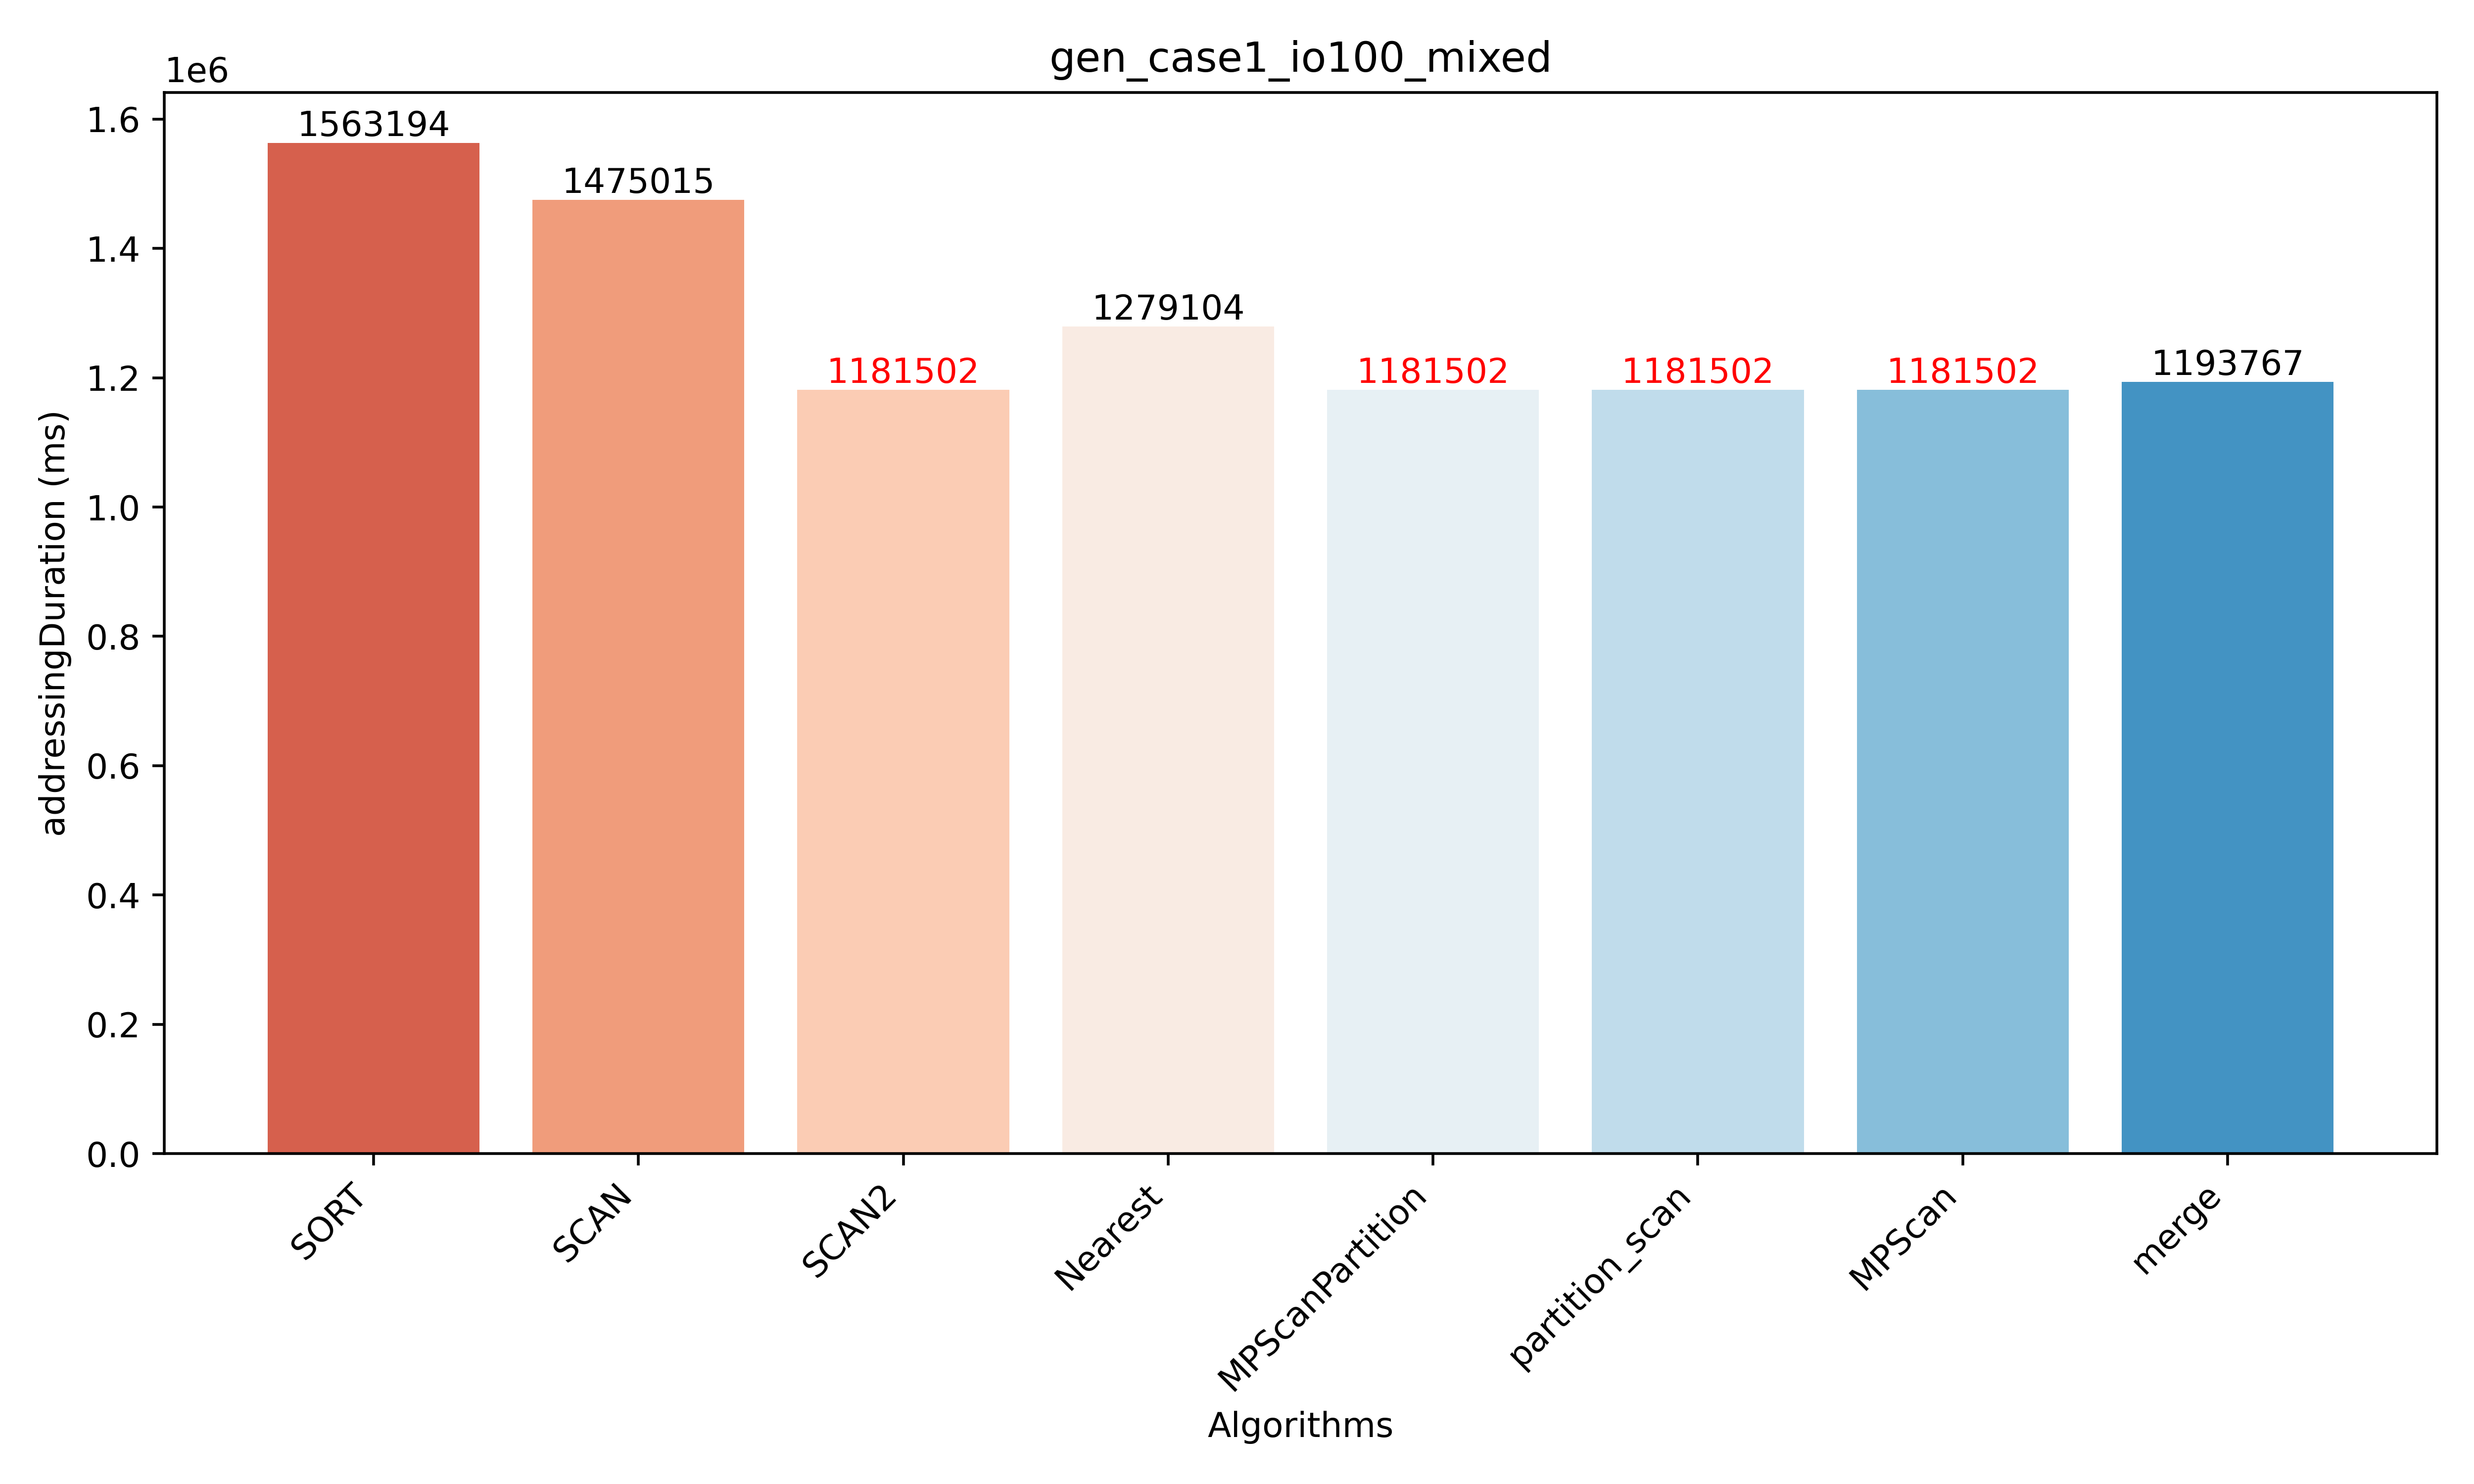 gen_case1_io100_mixed
1e6
1.6
1.4
1.2
1.0
0.8
0.6
0.4
0.2
0.0
addressingDuration (ms)
1563194
1475015
1181502
1279104
1181502
1181502
1181502
1193767
SORT
SCAN
SCAN2
Nearest
MPScanPartition
partition_scan
MPScan
merge
Algorithms